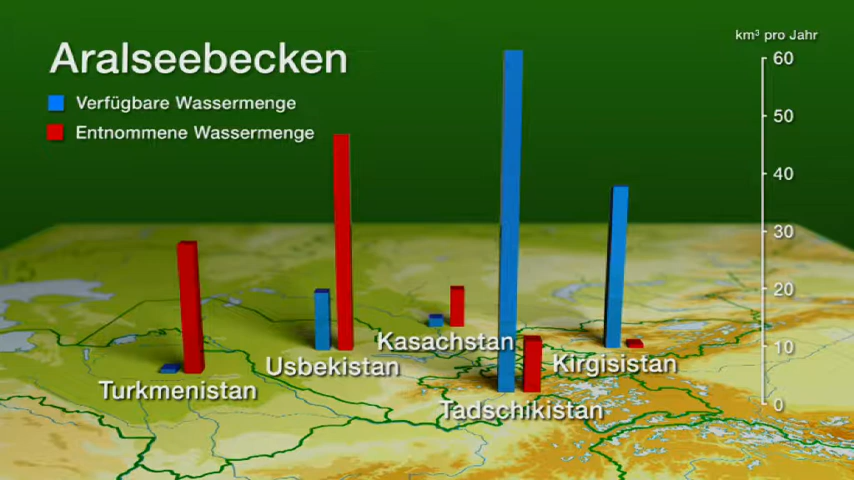 Aralseebecken
Verfügbare Wassermenge
Entnommene Wassermenge
km³ pro Jahr
60
50
40
30
20
10
0
Kasachstan
Usbekistan
Kirgisistan
Turkmenistan
Tadschikistan